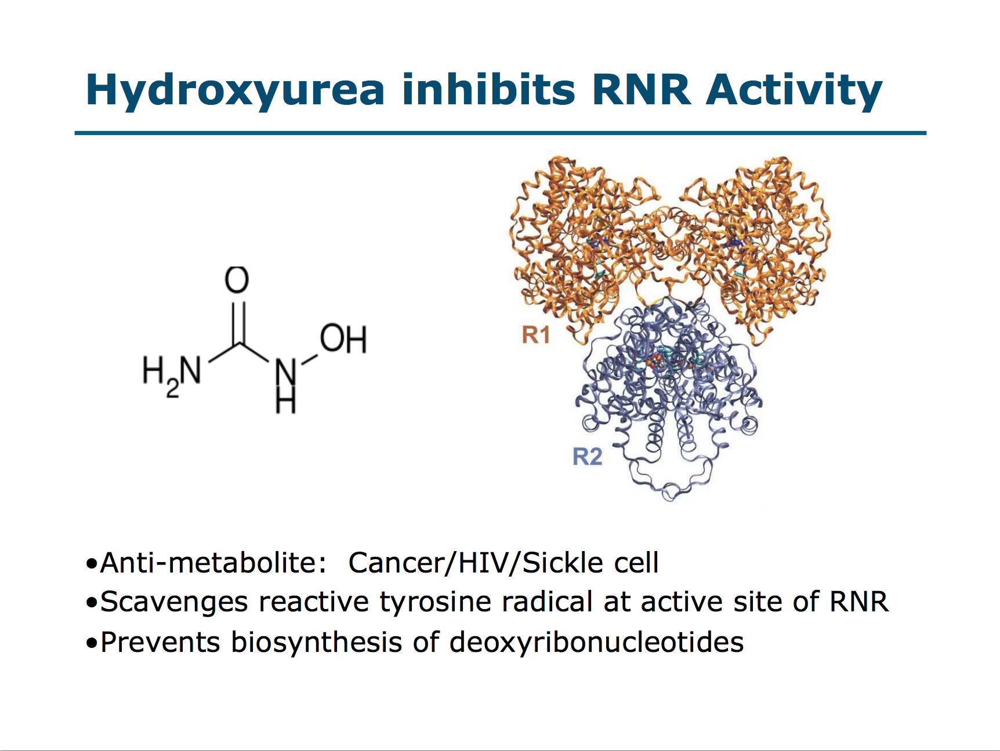 Hydroxyurea inhibits RNR Activity
O
OH
H2N
N
H
R1
R2
•Anti-metabolite:  Cancer/HIV/Sickle cell
•Scavenges reactive tyrosine radical at active site of RNR
•Prevents biosynthesis of deoxyribonucleotides